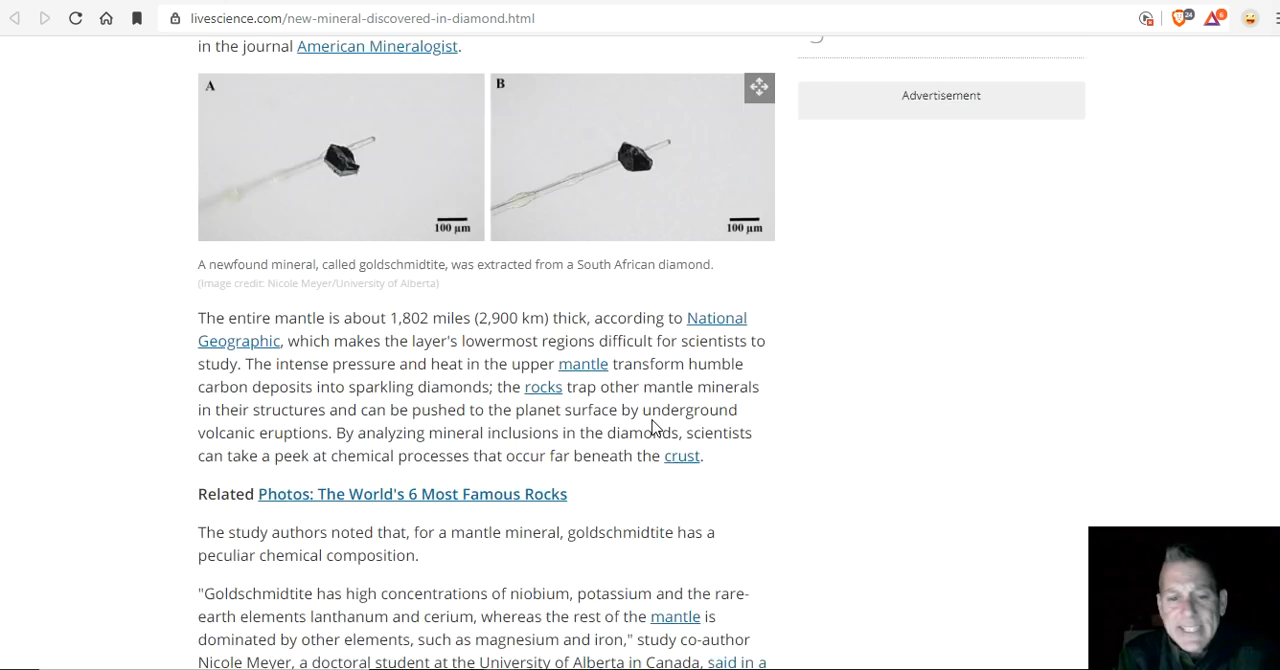 livescience.com/new-mineral-discovered-in-diamond.html
24
6
in the journal American Mineralogist.
A
B
100 µm
100 µm
Advertisement
A newfound mineral, called goldschmidtite, was extracted from a South African diamond.
(Image credit: Nicole Meyer/University of Alberta)
The entire mantle is about 1,802 miles (2,900 km) thick, according to National
Geographic, which makes the layer's lowermost regions difficult for scientists to
study. The intense pressure and heat in the upper mantle transform humble
carbon deposits into sparkling diamonds; the rocks trap other mantle minerals
in their structures and can be pushed to the planet surface by underground
volcanic eruptions. By analyzing mineral inclusions in the diamonds, scientists
can take a peek at chemical processes that occur far beneath the crust.
Related Photos: The World's 6 Most Famous Rocks
The study authors noted that, for a mantle mineral, goldschmidtite has a
peculiar chemical composition.
"Goldschmidtite has high concentrations of niobium, potassium and the rare-
earth elements lanthanum and cerium, whereas the rest of the mantle is
dominated by other elements, such as magnesium and iron," study co-author
Nicole Meyer, a doctoral student at the University of Alberta in Canada, said in a